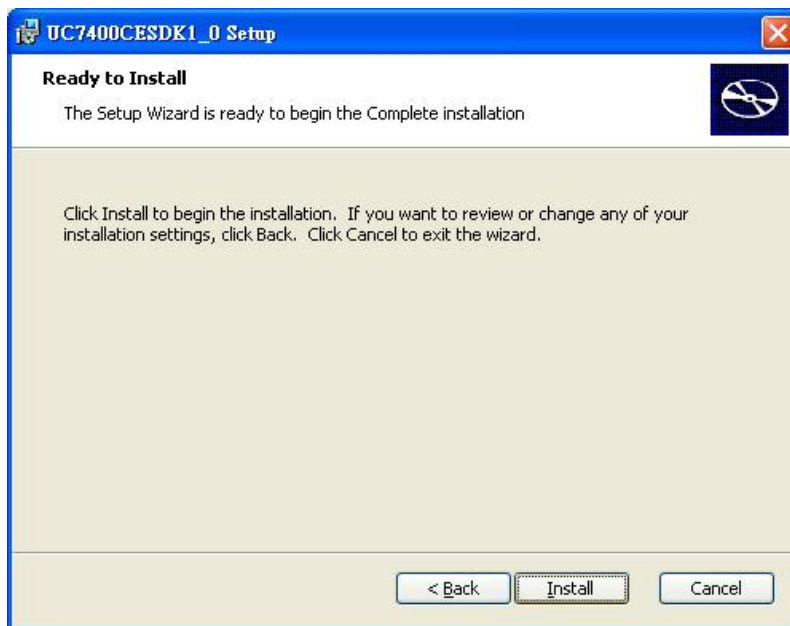 UC7400CESDK1_0 Setup
Ready to Install
The Setup Wizard is ready to begin the Complete installation
Click Install to begin the installation.  If you want to review or change any of your
installation settings, click Back.  Click Cancel to exit the wizard.
< Back
Install
Cancel